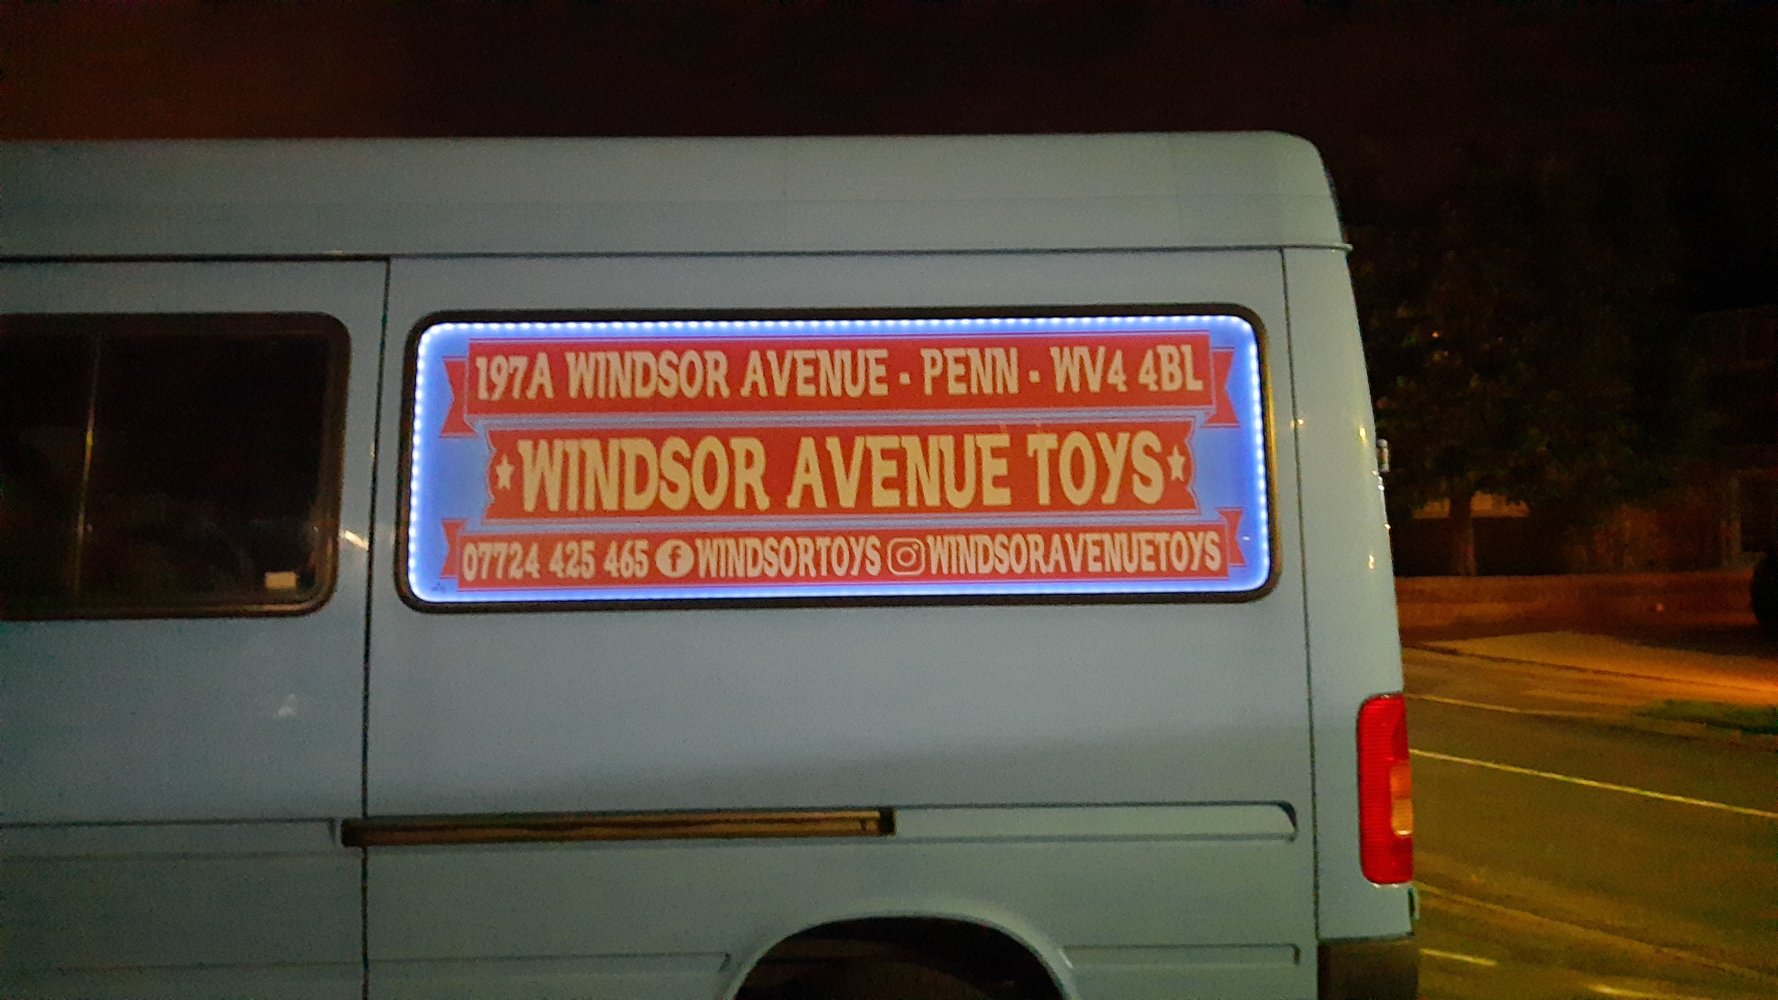 197A WINDSOR AVENUE · PENN · WV4 4BL
WINDSOR AVENUE TOYS
07724 425 465 WINDSORTOYS WINDSORAVENUETOYS